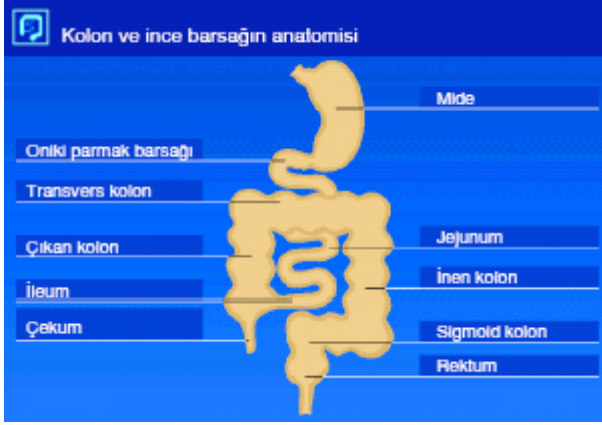 Kolon ve ince barsağın anatomisi
Mide
Oniki parmak barsağı
Transvers kolon
Çıkan kolon
İleum
Çekum
Jejunum
İnen kolon
Sigmoid kolon
Rektum